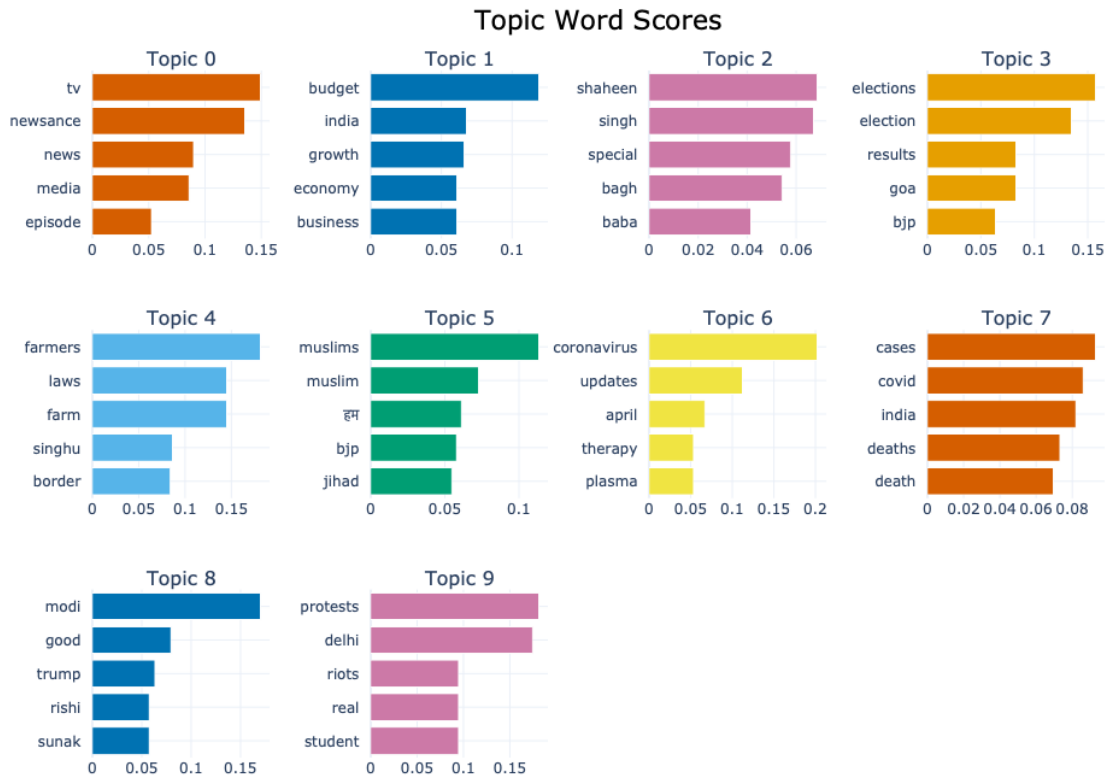 Topic Word Scores
Topic 0
tv
newsance
news
media
episode
0 0.05 0.1 0.15
Topic 1
budget
india
growth
economy
business
0 0.05 0.1
Topic 2
shaheen
singh
special
bagh
baba
0 0.02 0.04 0.06
Topic 3
elections
election
results
goa
bjp
0 0.05 0.1 0.15
Topic 4
farmers
laws
farm
singhu
border
0 0.05 0.1 0.15
Topic 5
muslims
muslim
हम
bjp
jihad
0 0.05 0.1
Topic 6
coronavirus
updates
april
therapy
plasma
0 0.05 0.1 0.15 0.2
Topic 7
cases
covid
india
deaths
death
0 0.02 0.04 0.06 0.08
Topic 8
modi
good
trump
rishi
sunak
0 0.05 0.1 0.15
Topic 9
protests
delhi
riots
real
student
0 0.05 0.1 0.15